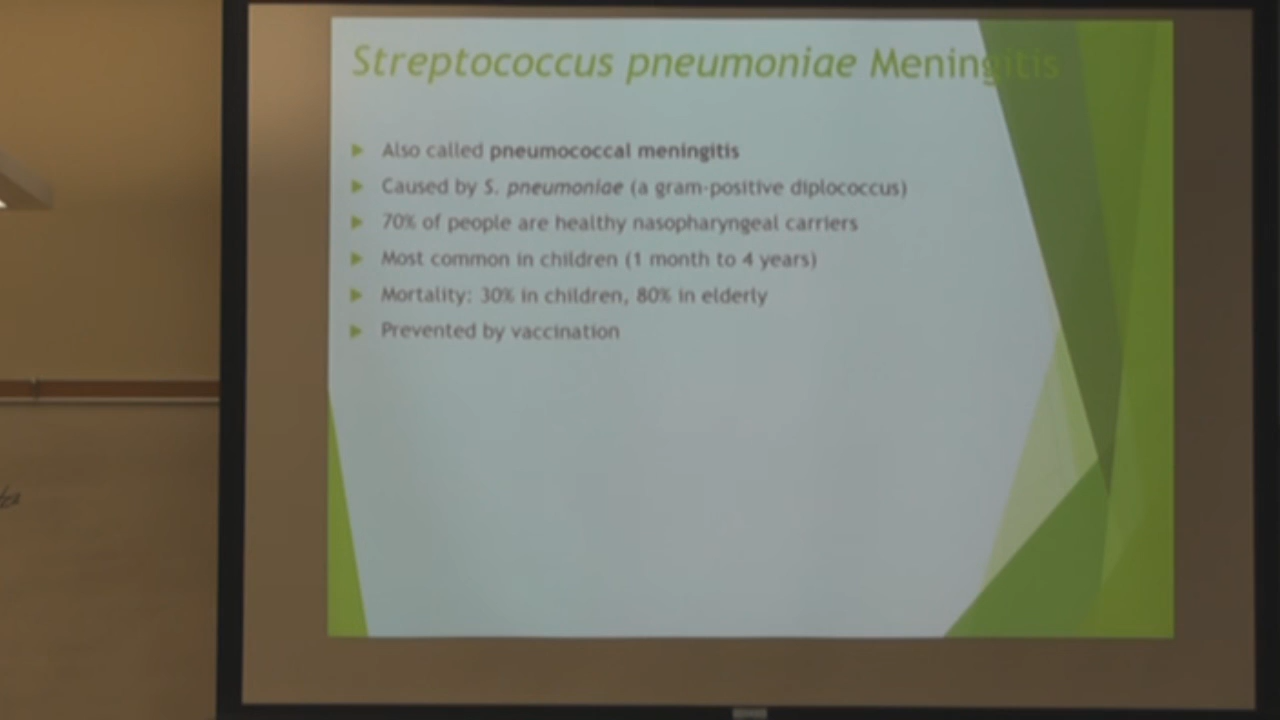 Streptococcus pneumoniae Meningitis
Also called pneumococcal meningitis
Caused by S. pneumoniae (a gram-positive diplococcus)
70% of people are healthy nasopharyngeal carriers
Most common in children (1 month to 4 years)
Mortality: 30% in children, 80% in elderly
Prevented by vaccination